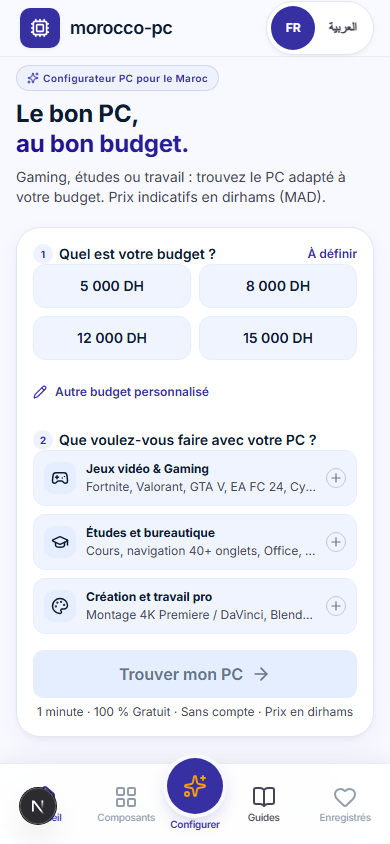 morocco-pc
FR
العربية
Configurateur PC pour le Maroc
Le bon PC,
au bon budget.
Gaming, études ou travail : trouvez le PC adapté à
votre budget. Prix indicatifs en dirhams (MAD).
1 Quel est votre budget ? À définir
5 000 DH 8 000 DH
12 000 DH 15 000 DH
Autre budget personnalisé
2 Que voulez-vous faire avec votre PC ?
Jeux vidéo & Gaming
Fortnite, Valorant, GTA V, EA FC 24, Cy...
Études et bureautique
Cours, navigation 40+ onglets, Office, ...
Création et travail pro
Montage 4K Premiere / DaVinci, Blend...
Trouver mon PC
1 minute · 100 % Gratuit · Sans compte · Prix en dirhams
N
eil Composants Configurer Guides Enregistrés